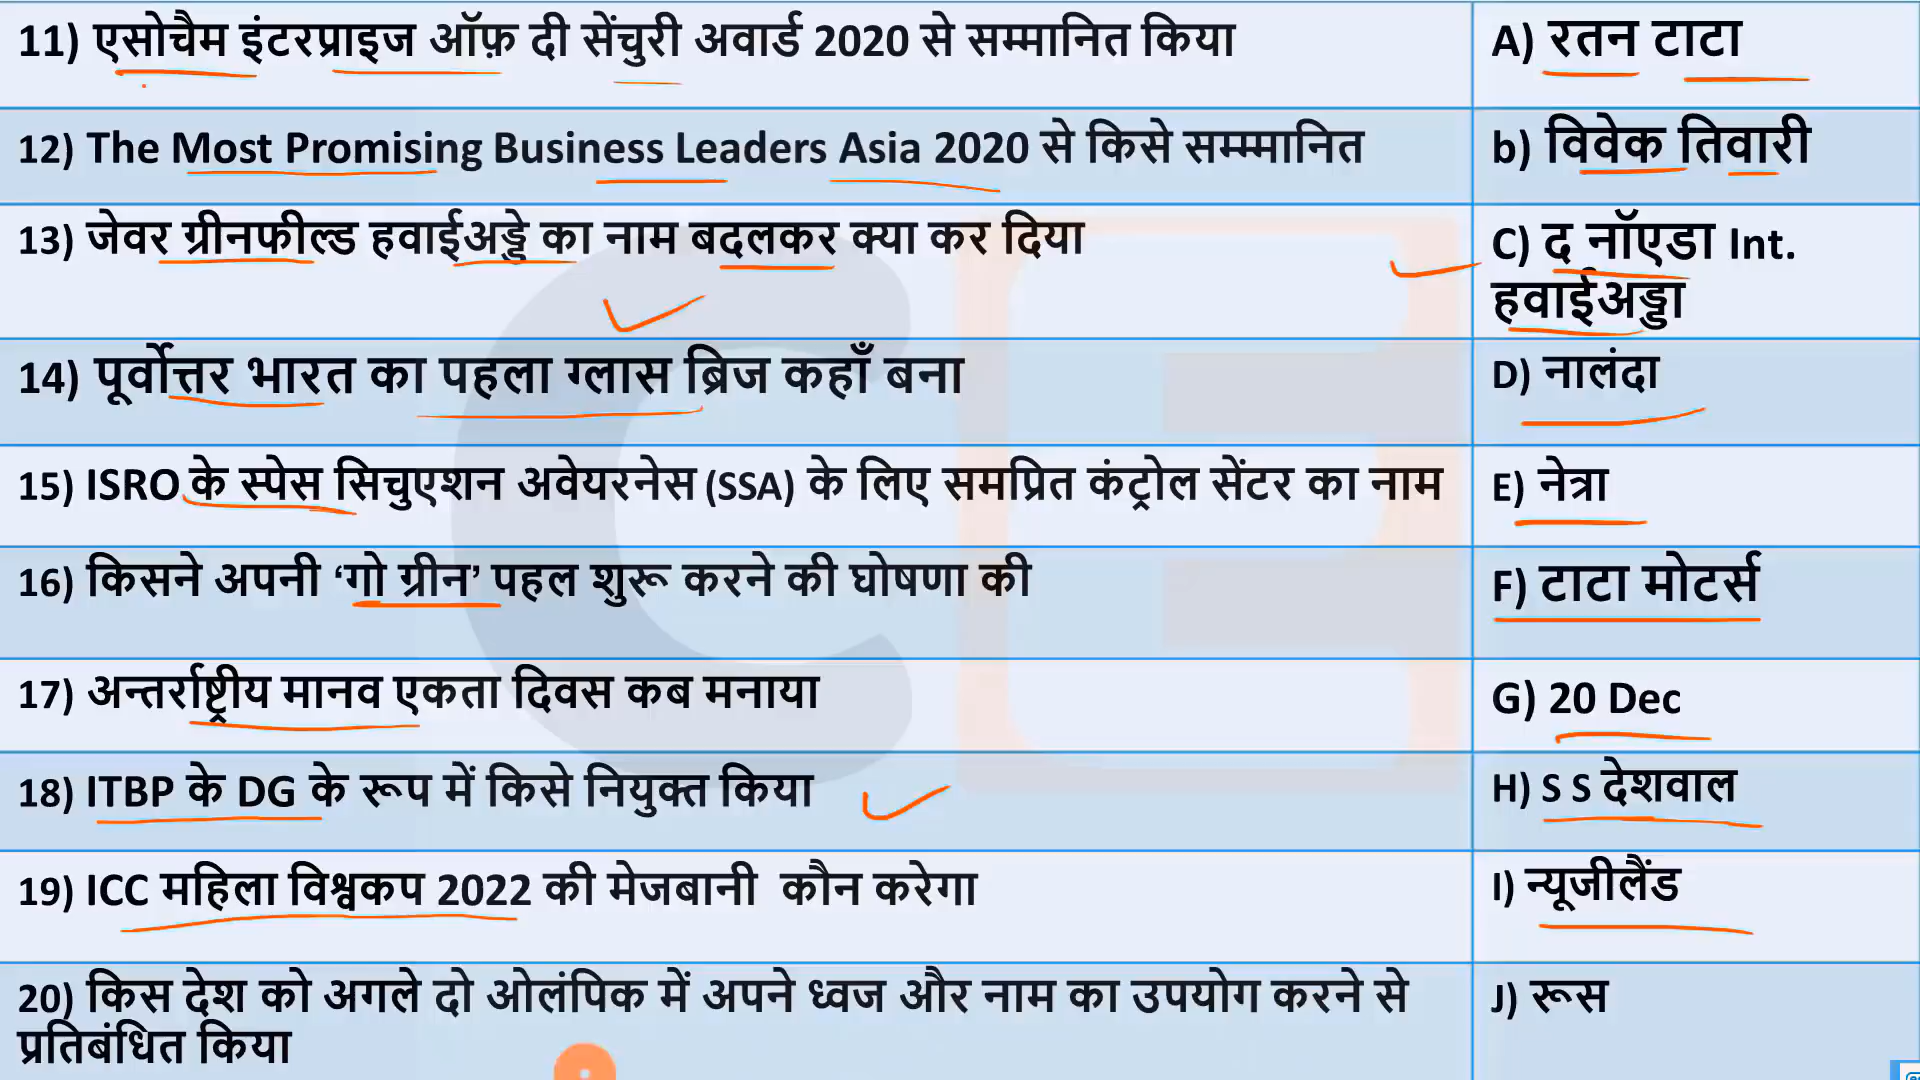 11) एसोचैम इंटरप्राइज ऑफ़ दी सेंचुरी अवार्ड 2020 से सम्मानित किया
A) रतन टाटा
12) The Most Promising Business Leaders Asia 2020 से किसे सम्म्मानित
b) विवेक तिवारी
13) जेवर ग्रीनफील्ड हवाईअड्डे का नाम बदलकर क्या कर दिया
C) द नॉएडा Int.
हवाईअड्डा
14) पूर्वोत्तर भारत का पहला ग्लास ब्रिज कहाँ बना
D) नालंदा
15) ISRO के स्पेस सिचुएशन अवेयरनेस (SSA) के लिए समप्रित कंट्रोल सेंटर का नाम
E) नेत्रा
16) किसने अपनी ‘गो ग्रीन’ पहल शुरू करने की घोषणा की
F) टाटा मोटर्स
17) अन्तर्राष्ट्रीय मानव एकता दिवस कब मनाया
G) 20 Dec
18) ITBP के DG के रूप में किसे नियुक्त किया
H) S S देशवाल
19) ICC महिला विश्वकप 2022 की मेजबानी कौन करेगा
I) न्यूजीलैंड
20) किस देश को अगले दो ओलंपिक में अपने ध्वज और नाम का उपयोग करने से
प्रतिबंधित किया
J) रूस